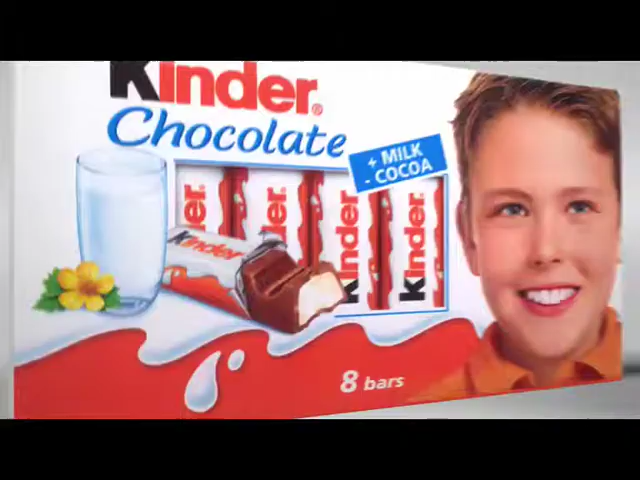 Kinder®
Chocolate
+ MILK
- COCOA
Kinder
Kinder
Kinder
8 bars